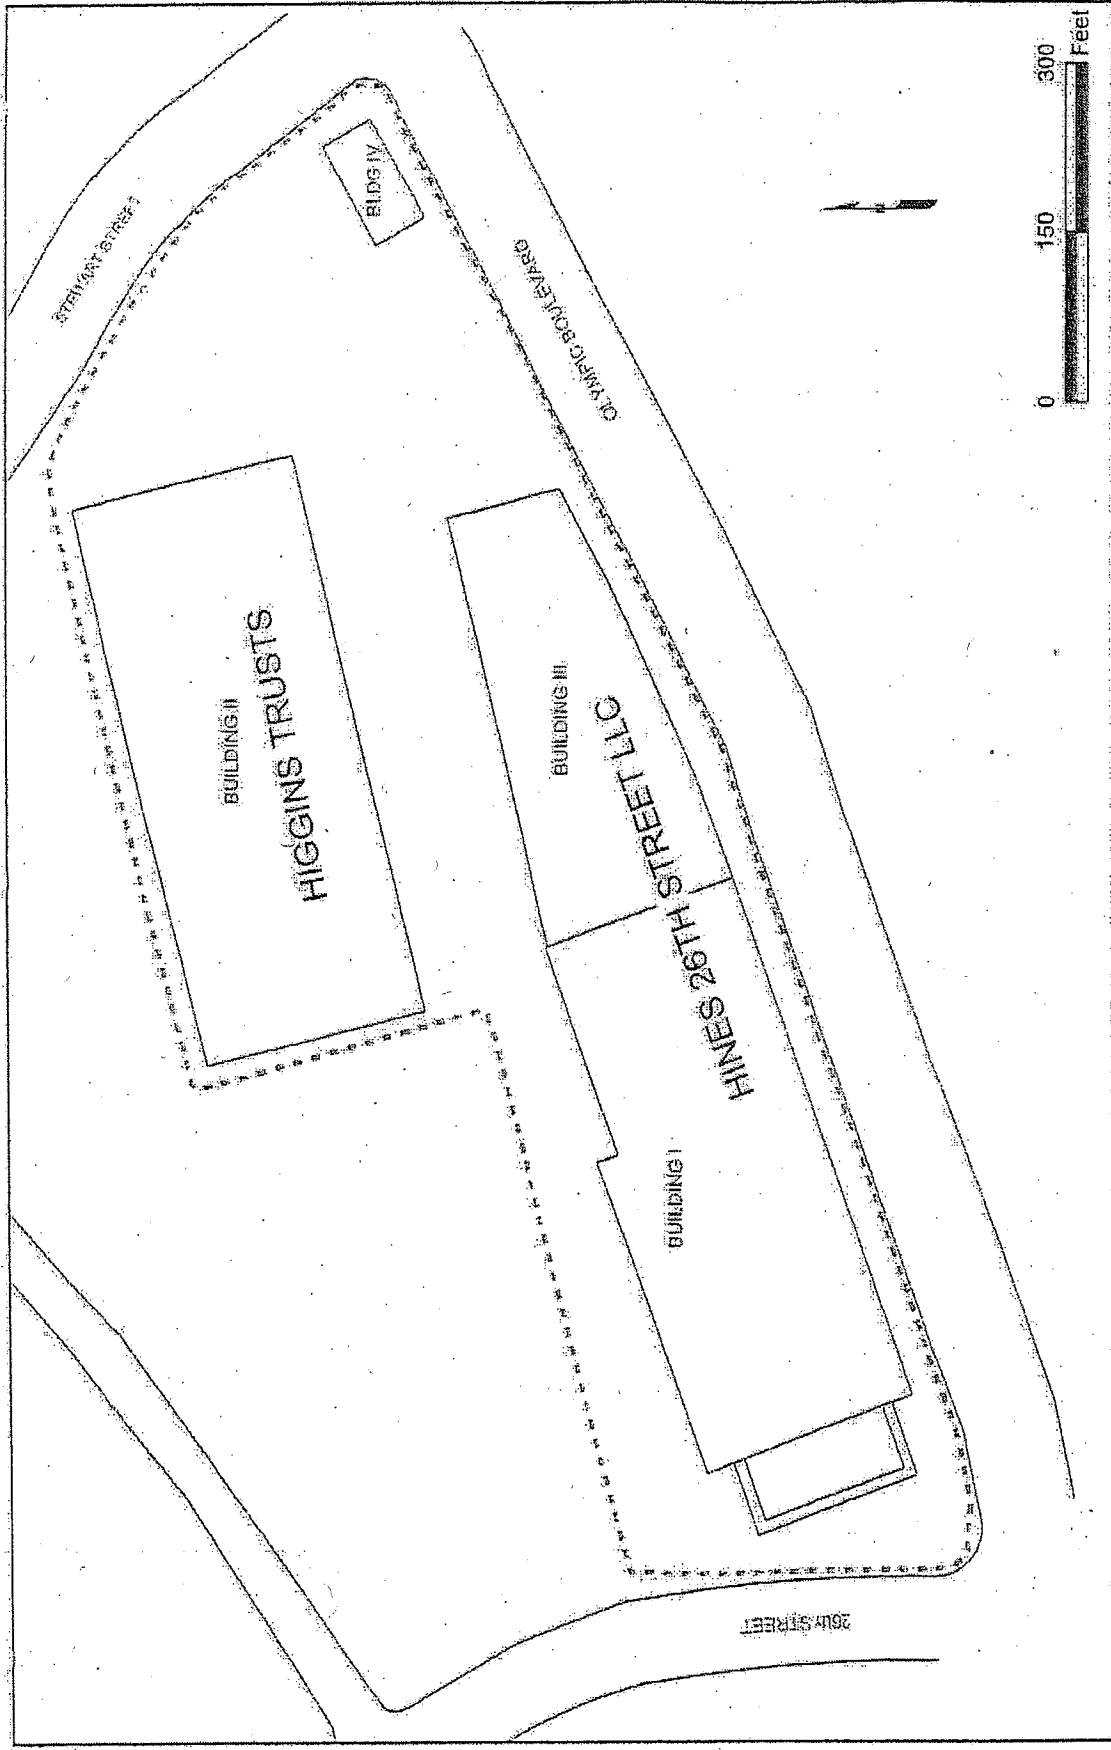 STEWART STREET
BLDG IV
OLYMPIC BOULEVARD
BUILDING II
HIGGINS TRUSTS
BUILDING III
HINES 26TH STREET LLC
BUILDING I
26th STREET
0 150 300
Feet